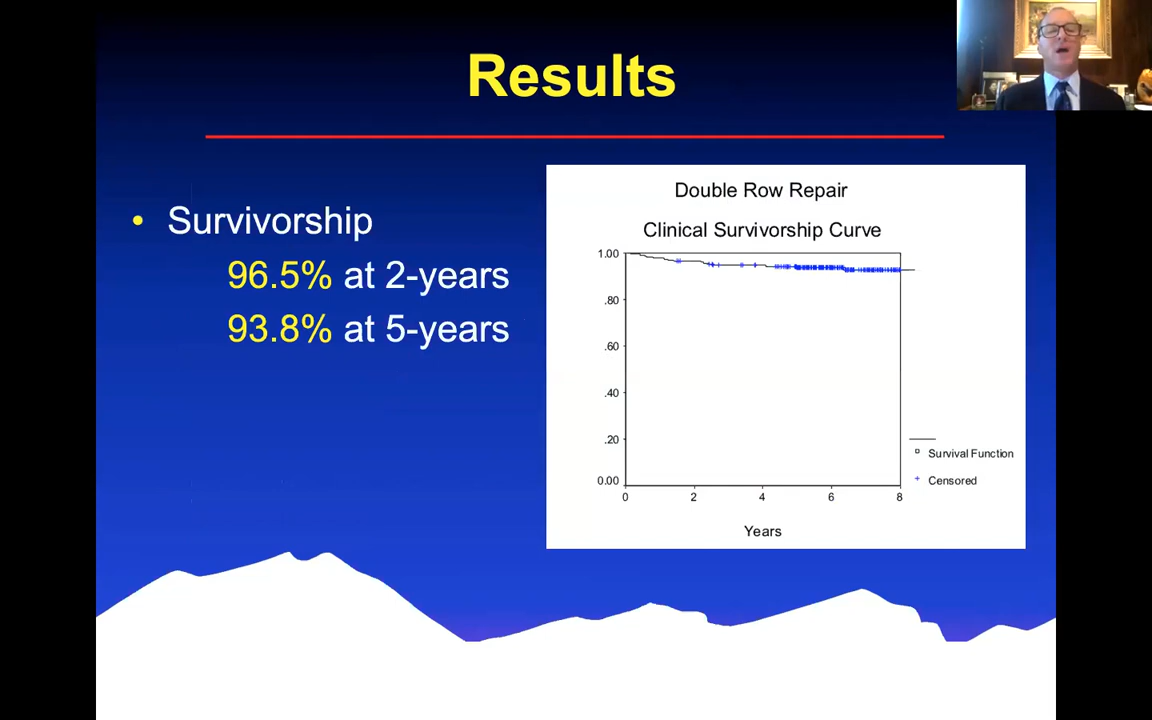 Results
• Survivorship
96.5% at 2-years
93.8% at 5-years
Double Row Repair
Clinical Survivorship Curve
1.00
.80
.60
.40
.20
0.00
0 2 4 6 8
Years
Survival Function
Censored